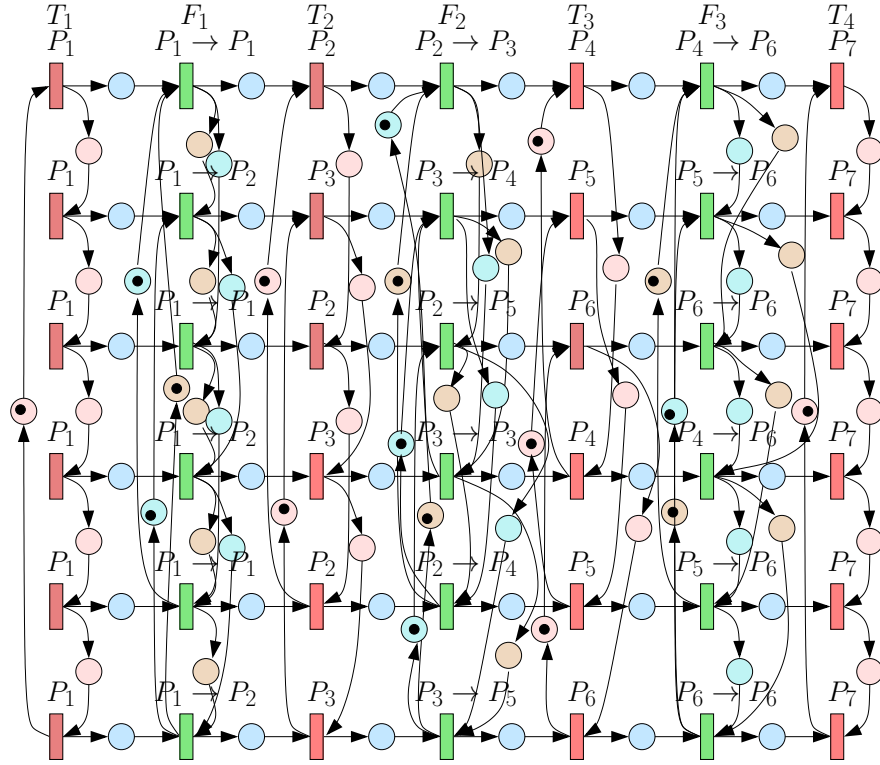 T₁ F₁ T₂ F₂ T₃ F₃ T₄
P₁ P₁ → P₁ P₂ P₂ → P₃ P₄ P₄ → P₆ P₇
P₁ P₁ → P₂ P₃ P₃ → P₄ P₅ P₅ → P₆ P₇
P₁ P₁ → P₁ P₂ P₂ → P₅ P₆ P₆ → P₆ P₇
P₁ P₁ → P₂ P₃ P₃ → P₃ P₄ P₄ → P₆ P₇
P₁ P₁ → P₁ P₂ P₂ → P₄ P₅ P₅ → P₆ P₇
P₁ P₁ → P₂ P₃ P₃ → P₅ P₆ P₆ → P₆ P₇